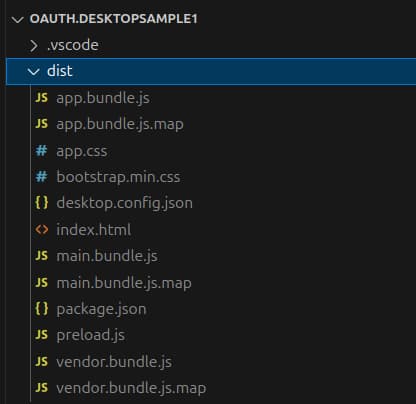 OAUTH.DESKTOPSAMPLE1
.vscode
dist
JS app.bundle.js
JS app.bundle.js.map
# app.css
# bootstrap.min.css
{} desktop.config.json
<> index.html
JS main.bundle.js
JS main.bundle.js.map
{} package.json
JS preload.js
JS vendor.bundle.js
JS vendor.bundle.js.map